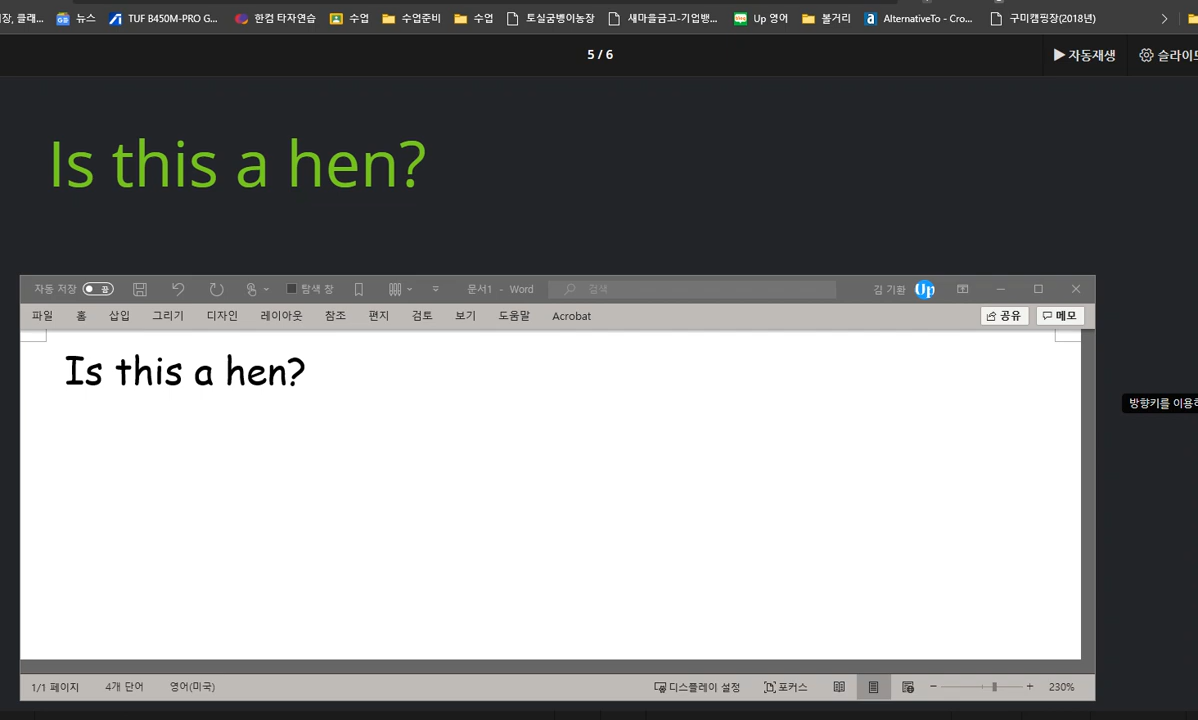 장, 클래...
뉴스
TUF B450M-PRO G...
한컴 타자연습
수업
수업준비
수업
토실굼벵이농장
새마을금고-기업뱅...
Up 영어
볼거리
AlternativeTo - Cro...
구미캠핑장(2018년)
5 / 6
자동재생
슬라이드
Is this a hen?
자동 저장 끔
탐색 창
문서1 - Word
검색
김 기환
Up
파일 홈 삽입 그리기 디자인 레이아웃 참조 편지 검토 보기 도움말 Acrobat
공유
메모
Is this a hen?
방향키를 이용하
1/1 페이지 4개 단어 영어(미국)
디스플레이 설정 포커스
230%